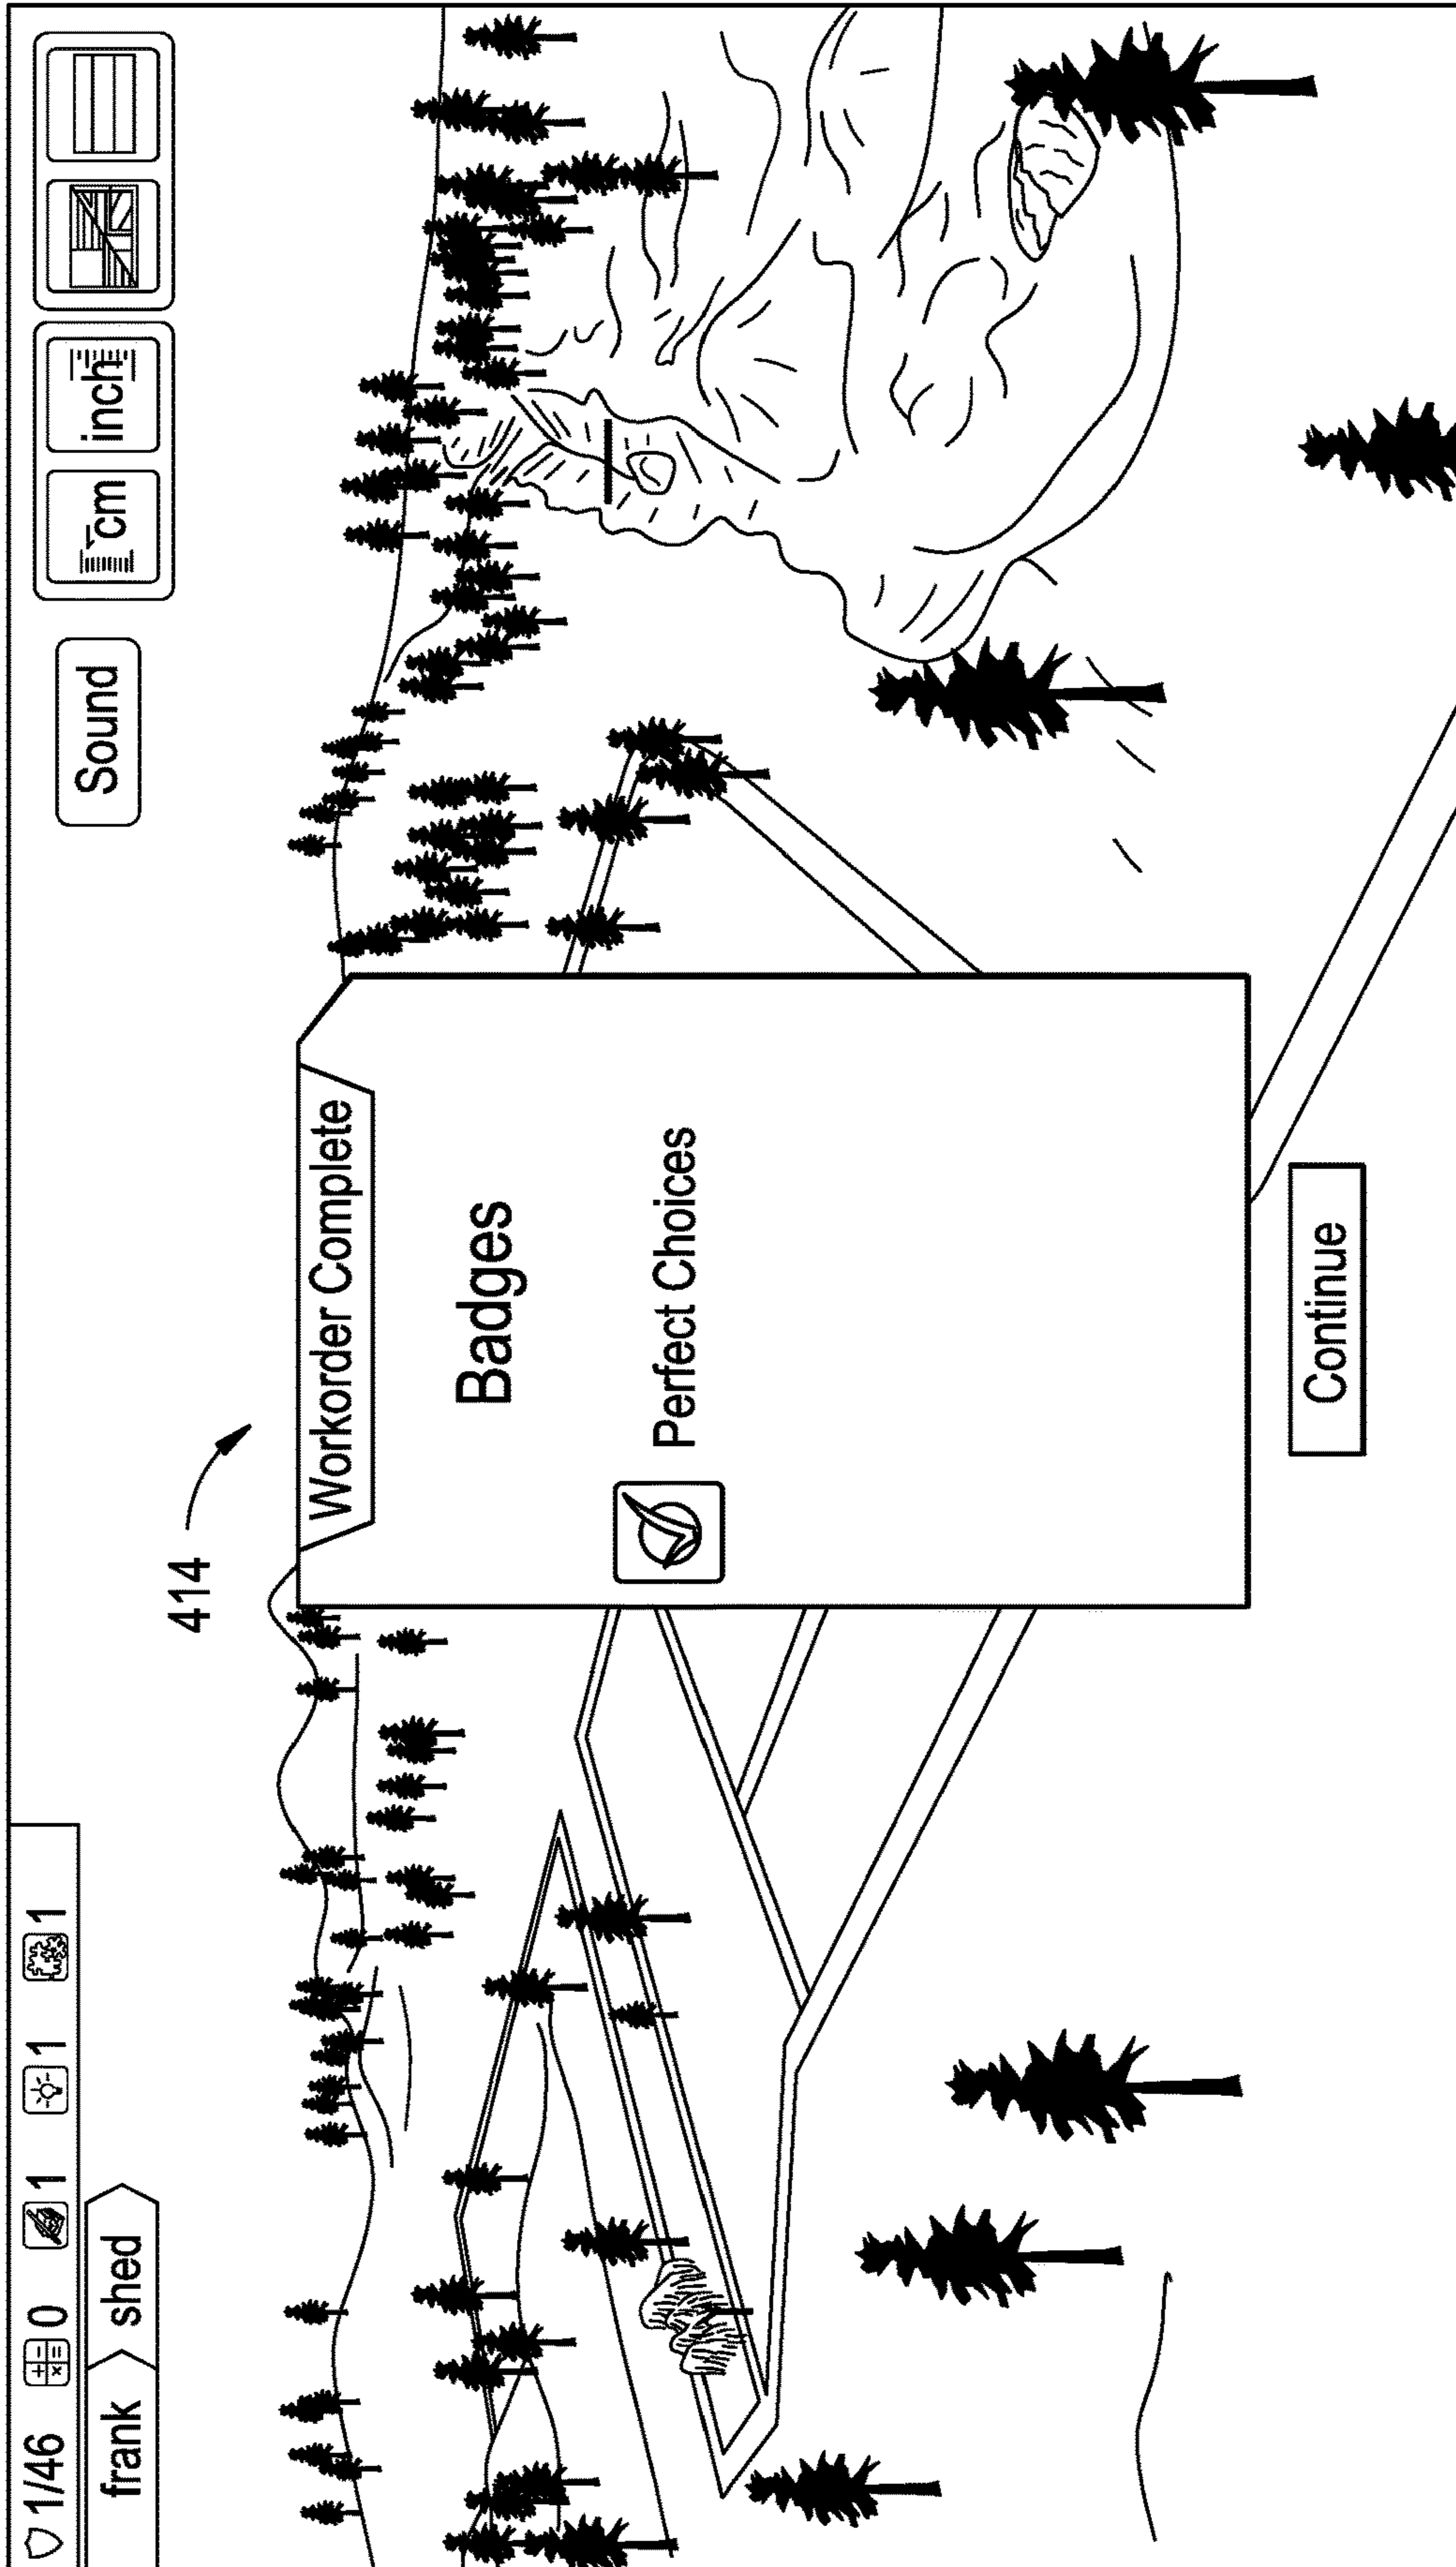 1/46 0 1 1 1
frank shed
Sound
cm inch
414
Workorder Complete
Badges
Perfect Choices
Continue